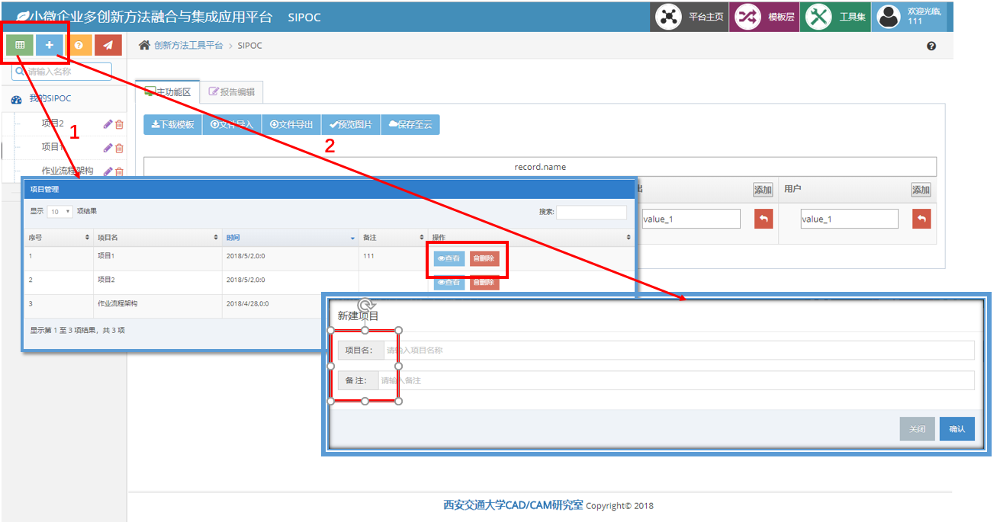 小微企业多创新方法融合与集成应用平台 SIPOC
平台主页
模板层
工具集
欢迎光临,
111
创新方法工具平台 > SIPOC
请输入名称
我的SIPOC
项目2
项目1
作业流程架构
1
2
主功能区
报告编辑
下载模板
文件导入
文件导出
预览图片
保存至云
record.name
出
添加
用户
添加
value_1
value_1
项目管理
显示 10 项结果
搜索:
序号 项目名 时间 备注 操作
1 项目1 2018/5/2,0:0 111 查看 删除
2 项目2 2018/5/2,0:0 查看 删除
3 作业流程架构 2018/4/28,0:0
显示第 1 至 3 项结果，共 3 项
新建项目
项目名: 请输入项目名称
备 注: 请输入备注
关闭
确认
西安交通大学CAD/CAM研究室 Copyright© 2018